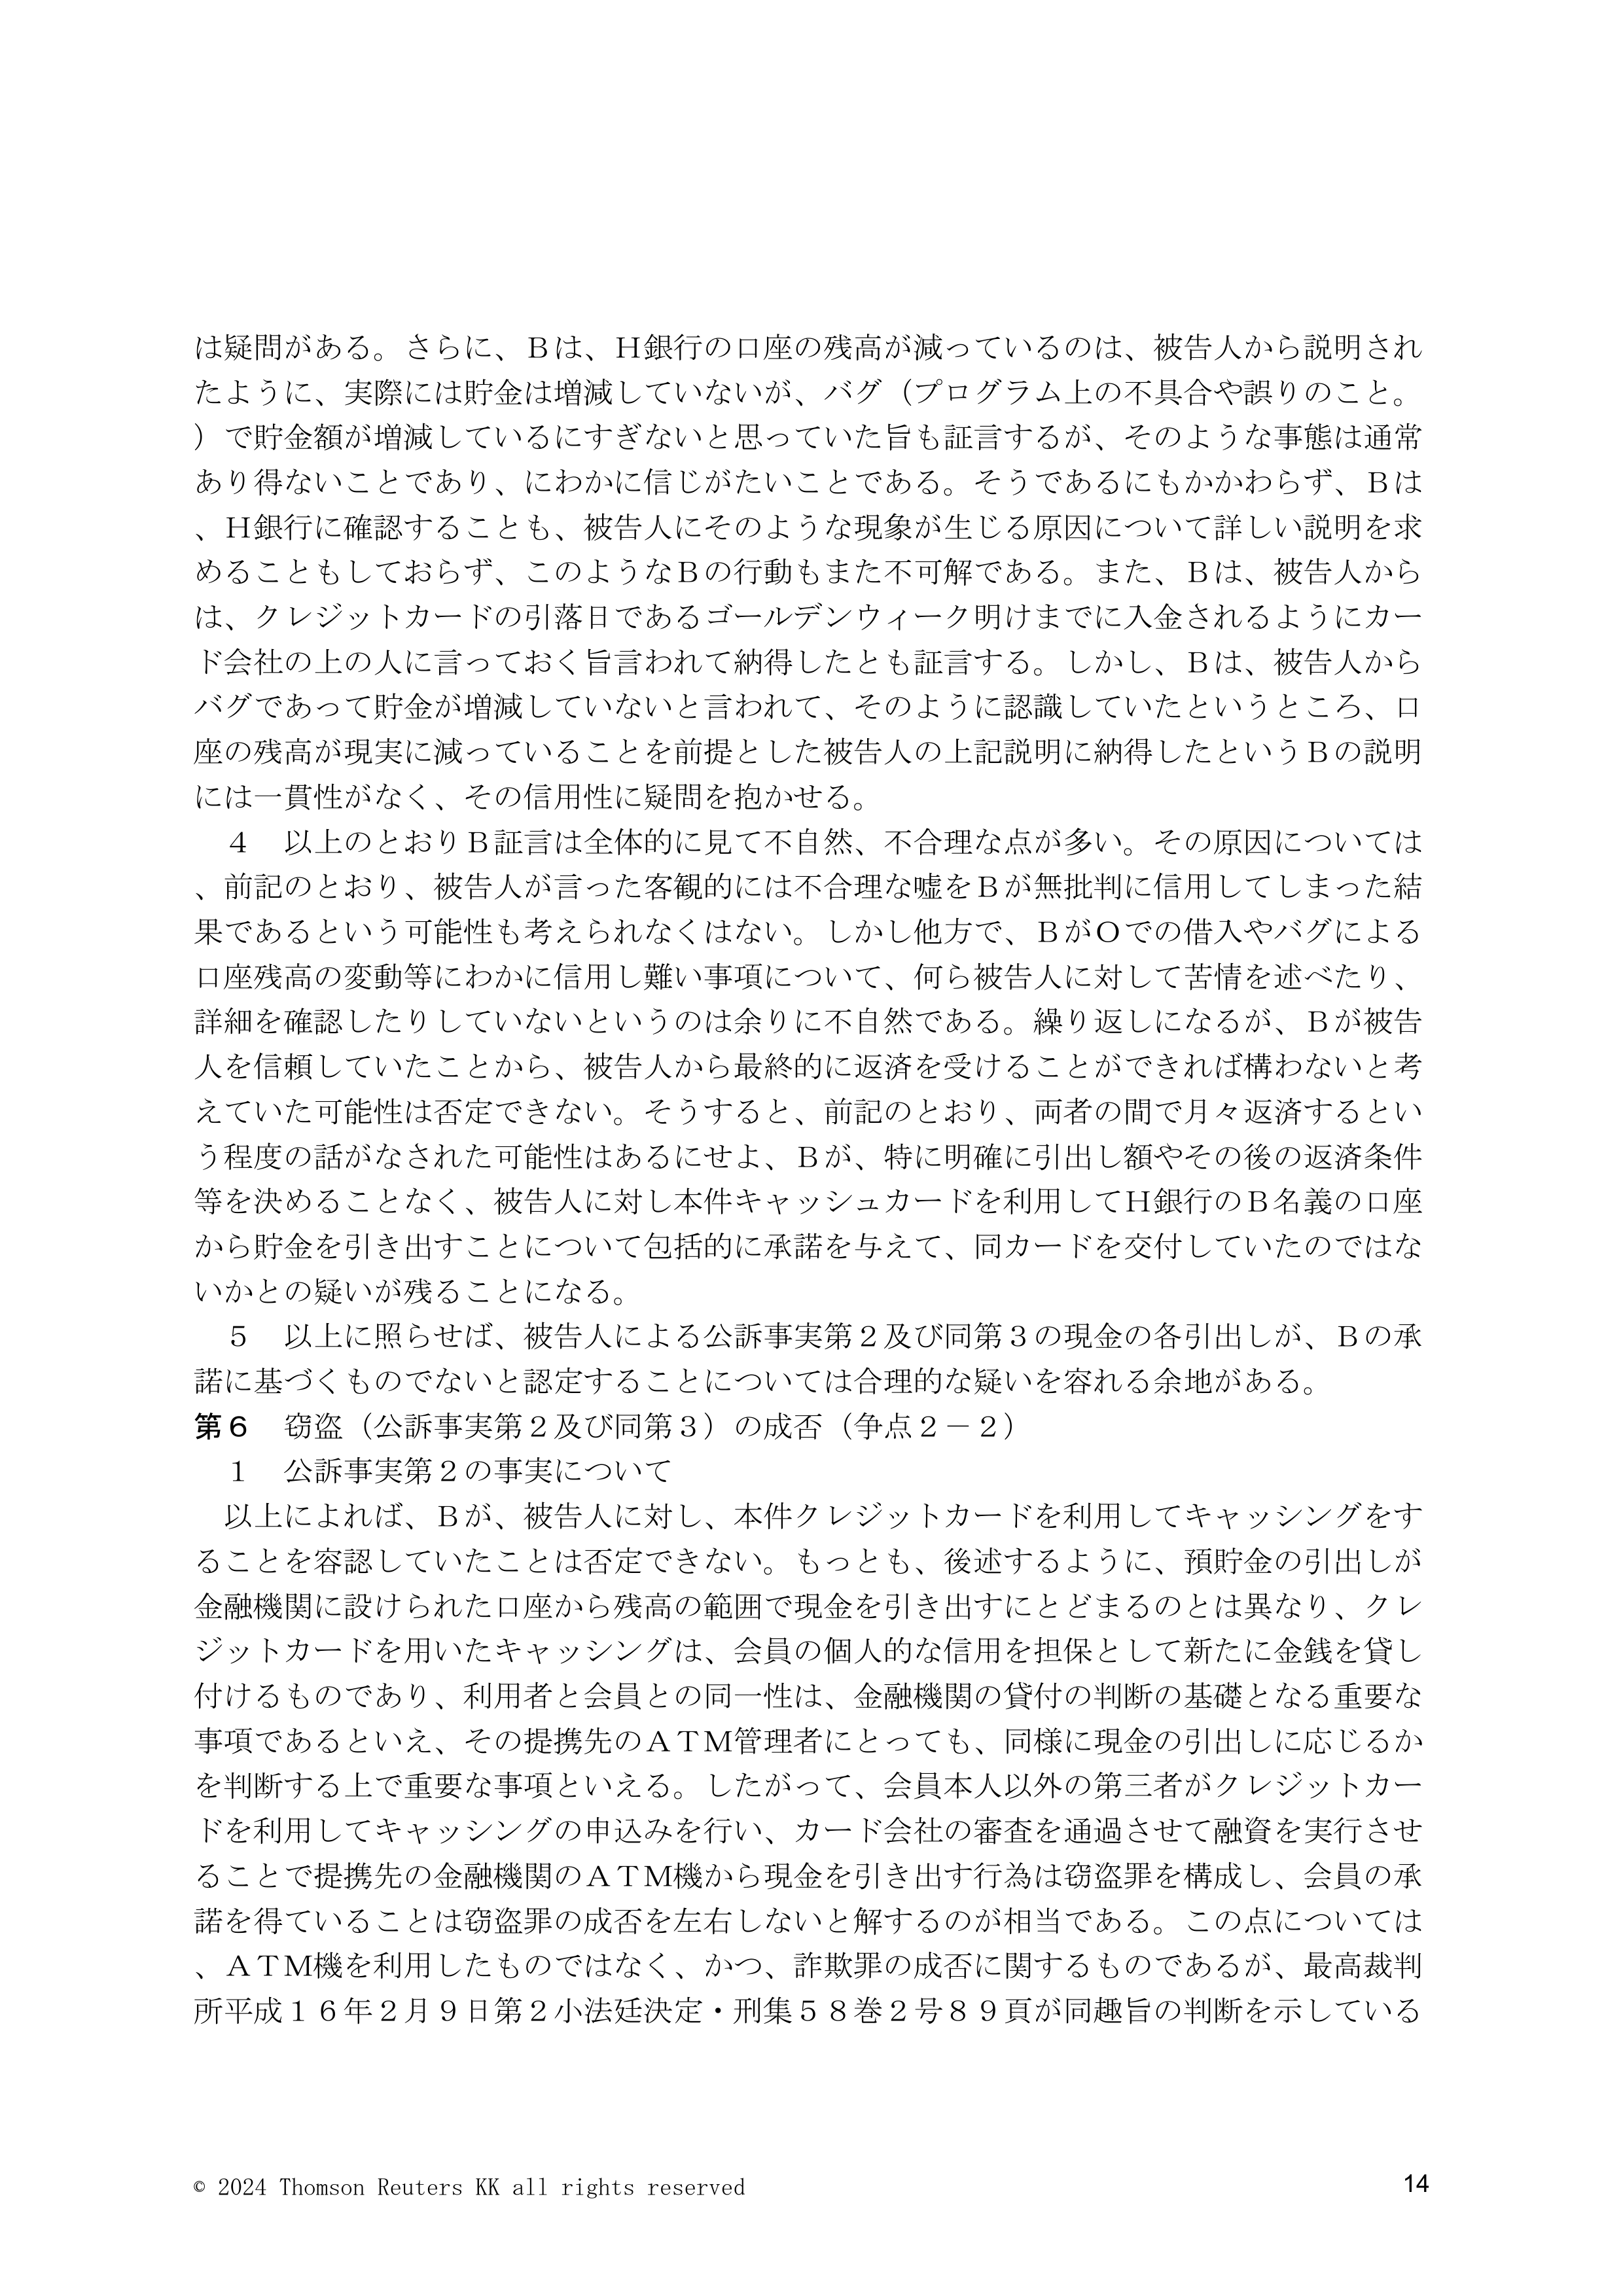 は疑問がある。さらに、Ｂは、Ｈ銀行の口座の残高が減っているのは、被告人から説明され
たように、実際には貯金は増減していないが、バグ（プログラム上の不具合や誤りのこと。
）で貯金額が増減しているにすぎないと思っていた旨も証言するが、そのような事態は通常
あり得ないことであり、にわかに信じがたいことである。そうであるにもかかわらず、Ｂは
、Ｈ銀行に確認することも、被告人にそのような現象が生じる原因について詳しい説明を求
めることもしておらず、このようなＢの行動もまた不可解である。また、Ｂは、被告人から
は、クレジットカードの引落日であるゴールデンウィーク明けまでに入金されるようにカー
ド会社の上の人に言っておく旨言われて納得したとも証言する。しかし、Ｂは、被告人から
バグであって貯金が増減していないと言われて、そのように認識していたというところ、口
座の残高が現実に減っていることを前提とした被告人の上記説明に納得したというＢの説明
には一貫性がなく、その信用性に疑問を抱かせる。
　４　以上のとおりＢ証言は全体的に見て不自然、不合理な点が多い。その原因については
、前記のとおり、被告人が言った客観的には不合理な嘘をＢが無批判に信用してしまった結
果であるという可能性も考えられなくはない。しかし他方で、ＢがＯでの借入やバグによる
口座残高の変動等にわかに信用し難い事項について、何ら被告人に対して苦情を述べたり、
詳細を確認したりしていないというのは余りに不自然である。繰り返しになるが、Ｂが被告
人を信頼していたことから、被告人から最終的に返済を受けることができれば構わないと考
えていた可能性は否定できない。そうすると、前記のとおり、両者の間で月々返済するとい
う程度の話がなされた可能性はあるにせよ、Ｂが、特に明確に引出し額やその後の返済条件
等を決めることなく、被告人に対し本件キャッシュカードを利用してＨ銀行のＢ名義の口座
から貯金を引き出すことについて包括的に承諾を与えて、同カードを交付していたのではな
いかとの疑いが残ることになる。
　５　以上に照らせば、被告人による公訴事実第２及び同第３の現金の各引出しが、Ｂの承
諾に基づくものでないと認定することについては合理的な疑いを容れる余地がある。
第６　窃盗（公訴事実第２及び同第３）の成否（争点２－２）
　１　公訴事実第２の事実について
　以上によれば、Ｂが、被告人に対し、本件クレジットカードを利用してキャッシングをす
ることを容認していたことは否定できない。もっとも、後述するように、預貯金の引出しが
金融機関に設けられた口座から残高の範囲で現金を引き出すにとどまるのとは異なり、クレ
ジットカードを用いたキャッシングは、会員の個人的な信用を担保として新たに金銭を貸し
付けるものであり、利用者と会員との同一性は、金融機関の貸付の判断の基礎となる重要な
事項であるといえ、その提携先のＡＴＭ管理者にとっても、同様に現金の引出しに応じるか
を判断する上で重要な事項といえる。したがって、会員本人以外の第三者がクレジットカー
ドを利用してキャッシングの申込みを行い、カード会社の審査を通過させて融資を実行させ
ることで提携先の金融機関のＡＴＭ機から現金を引き出す行為は窃盗罪を構成し、会員の承
諾を得ていることは窃盗罪の成否を左右しないと解するのが相当である。この点については
、ＡＴＭ機を利用したものではなく、かつ、詐欺罪の成否に関するものであるが、最高裁判
所平成１６年２月９日第２小法廷決定・刑集５８巻２号８９頁が同趣旨の判断を示している
© 2024 Thomson Reuters KK all rights reserved
14